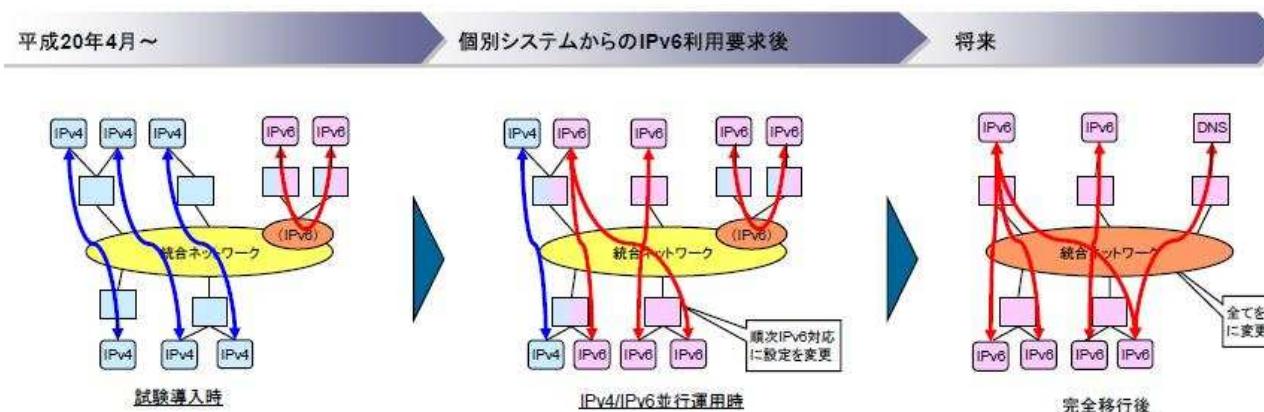 平成20年4月～
個別システムからのIPv6利用要求後
将来
IPv4
IPv4
IPv4
IPv6
IPv6
(IPv6)
統合ネットワーク
IPv4
IPv4
IPv4
試験導入時
IPv4
IPv6
IPv6
IPv6
IPv6
(IPv6)
統合ネットワーク
IPv4
IPv6
IPv6
IPv6
順次IPv6対応
に設定を変更
IPv4/IPv6並行運用時
IPv6
IPv6
DNS
統合ネットワーク
IPv6
IPv6
IPv6
IPv6
全てを
に変更
完全移行後